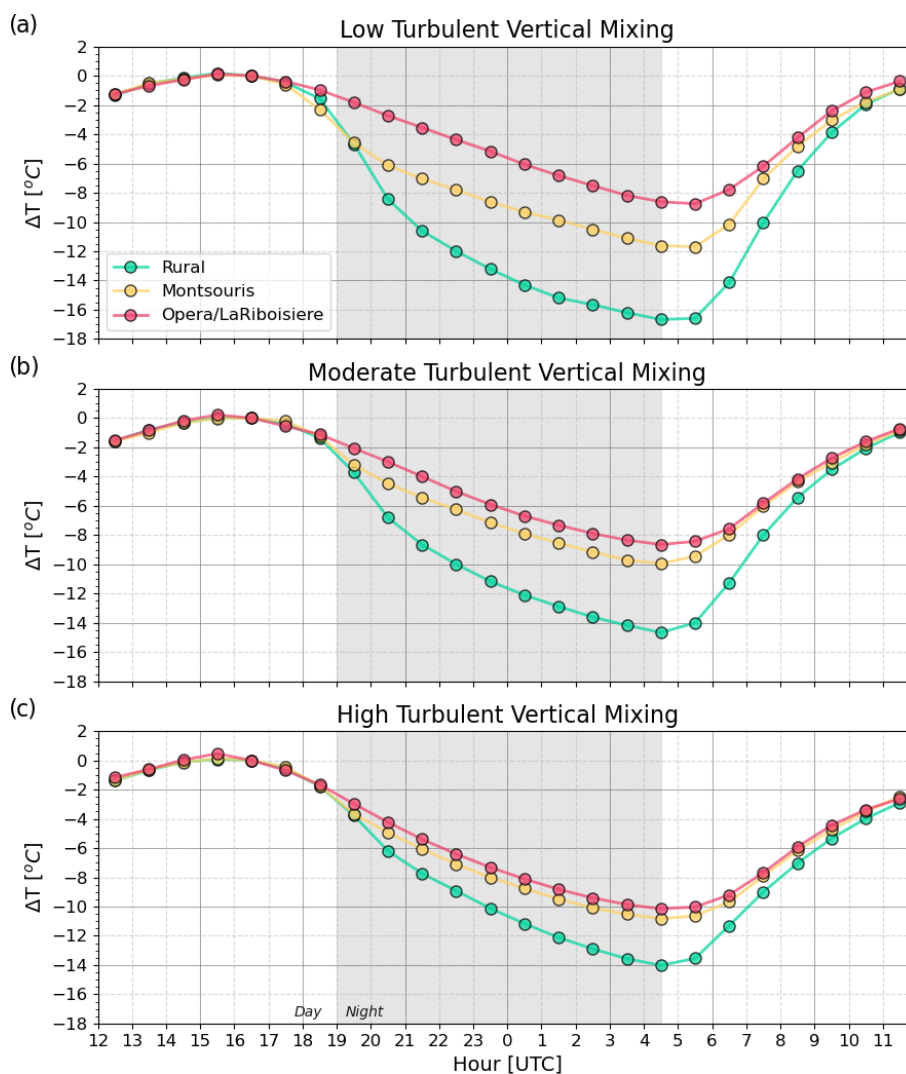 (a)
Low Turbulent Vertical Mixing
2
0
−2
−4
−6
−8
−10
−12
−14
−16
−18
ΔT [°C]
Rural
Montsouris
Opera/LaRiboisiere
(b)
Moderate Turbulent Vertical Mixing
2
0
−2
−4
−6
−8
−10
−12
−14
−16
−18
ΔT [°C]
(c)
High Turbulent Vertical Mixing
2
0
−2
−4
−6
−8
−10
−12
−14
−16
−18
ΔT [°C]
Day Night
12 13 14 15 16 17 18 19 20 21 22 23 0 1 2 3 4 5 6 7 8 9 10 11
Hour [UTC]